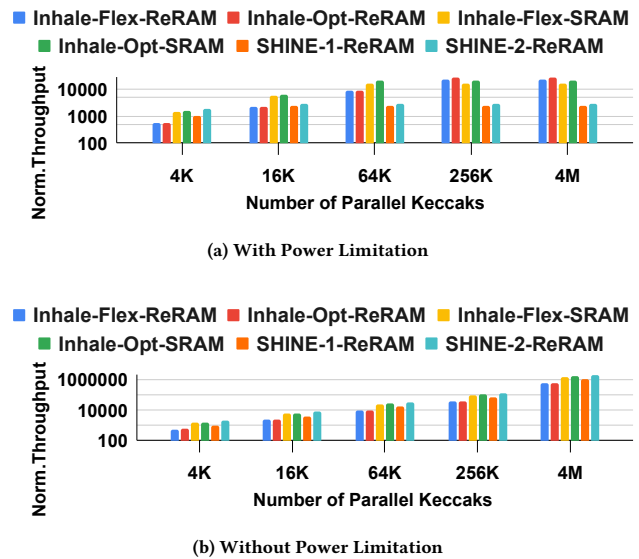 Inhale-Flex-ReRAM Inhale-Opt-ReRAM Inhale-Flex-SRAM
Inhale-Opt-SRAM SHINE-1-ReRAM SHINE-2-ReRAM
Norm.Throughput
10000
1000
100
4K 16K 64K 256K 4M
Number of Parallel Keccaks
(a) With Power Limitation
Inhale-Flex-ReRAM Inhale-Opt-ReRAM Inhale-Flex-SRAM
Inhale-Opt-SRAM SHINE-1-ReRAM SHINE-2-ReRAM
Norm.Throughput
1000000
10000
100
4K 16K 64K 256K 4M
Number of Parallel Keccaks
(b) Without Power Limitation